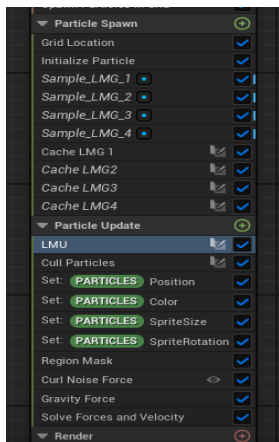 Particle Spawn
Grid Location
Initialize Particle
Sample_LMG_1
Sample_LMG_2
Sample_LMG_3
Sample_LMG_4
Cache LMG 1
Cache LMG2
Cache LMG3
Cache LMG4
Particle Update
LMU
Cull Particles
Set: PARTICLES Position
Set: PARTICLES Color
Set: PARTICLES SpriteSize
Set: PARTICLES SpriteRotation
Region Mask
Curl Noise Force
Gravity Force
Solve Forces and Velocity
Render